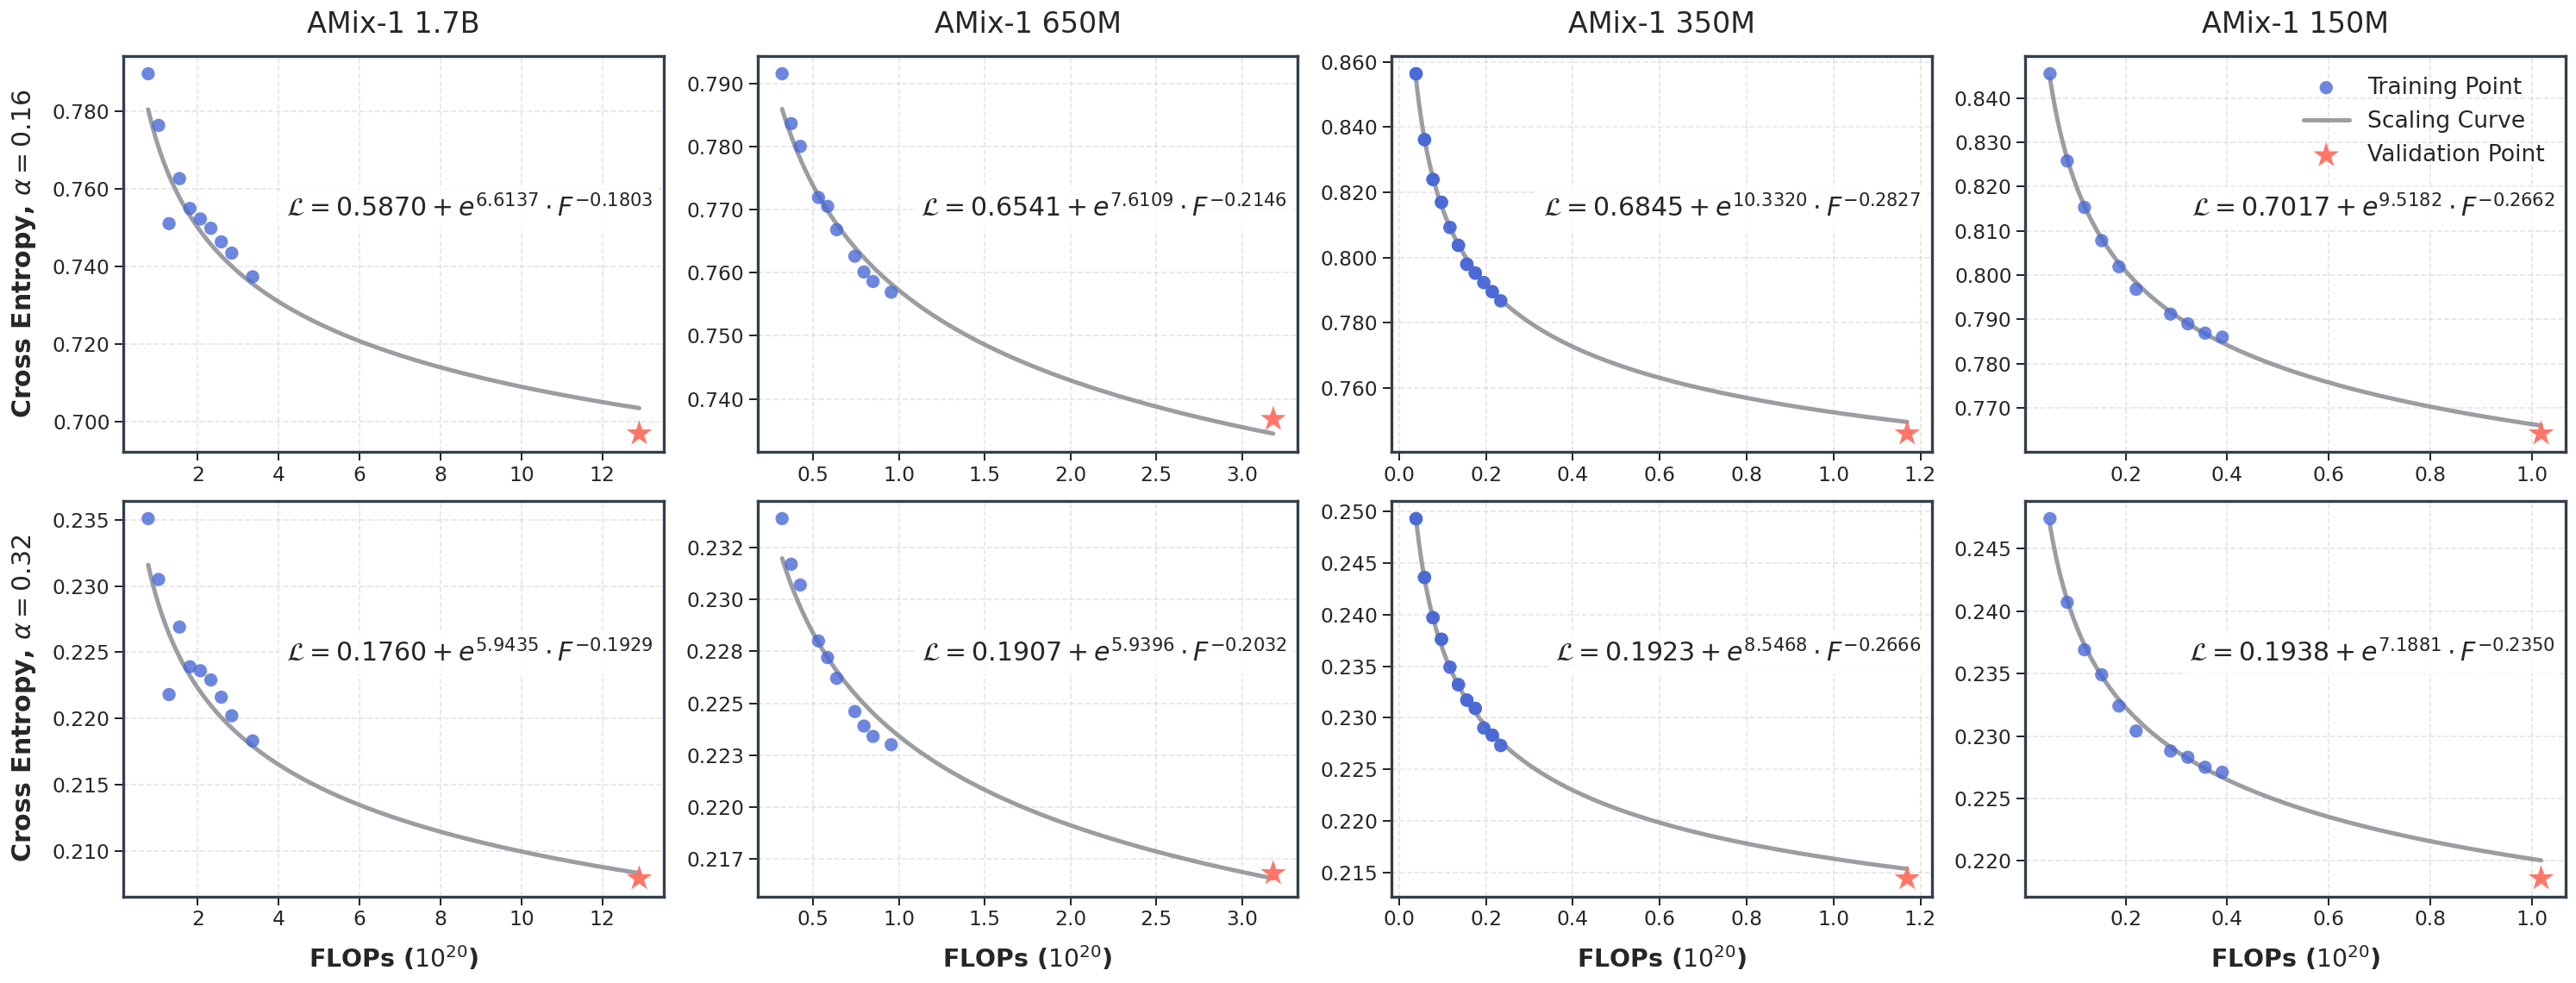 AMix-1 1.7B
AMix-1 650M
AMix-1 350M
AMix-1 150M
Cross Entropy, α = 0.16
0.780
0.760
0.740
0.720
0.700
2 4 6 8 10 12
ℒ = 0.5870 + e^{6.6137} · F^{−0.1803}
0.790
0.780
0.770
0.760
0.750
0.740
0.5 1.0 1.5 2.0 2.5 3.0
ℒ = 0.6541 + e^{7.6109} · F^{−0.2146}
0.860
0.840
0.820
0.800
0.780
0.760
0.0 0.2 0.4 0.6 0.8 1.0 1.2
ℒ = 0.6845 + e^{10.3320} · F^{−0.2827}
0.840
0.830
0.820
0.810
0.800
0.790
0.780
0.770
0.2 0.4 0.6 0.8 1.0
Training Point
Scaling Curve
Validation Point
ℒ = 0.7017 + e^{9.5182} · F^{−0.2662}
Cross Entropy, α = 0.32
0.235
0.230
0.225
0.220
0.215
0.210
2 4 6 8 10 12
ℒ = 0.1760 + e^{5.9435} · F^{−0.1929}
FLOPs (10^{20})
0.232
0.230
0.228
0.225
0.223
0.220
0.217
0.5 1.0 1.5 2.0 2.5 3.0
ℒ = 0.1907 + e^{5.9396} · F^{−0.2032}
FLOPs (10^{20})
0.250
0.245
0.240
0.235
0.230
0.225
0.220
0.215
0.0 0.2 0.4 0.6 0.8 1.0 1.2
ℒ = 0.1923 + e^{8.5468} · F^{−0.2666}
FLOPs (10^{20})
0.245
0.240
0.235
0.230
0.225
0.220
0.2 0.4 0.6 0.8 1.0
ℒ = 0.1938 + e^{7.1881} · F^{−0.2350}
FLOPs (10^{20})